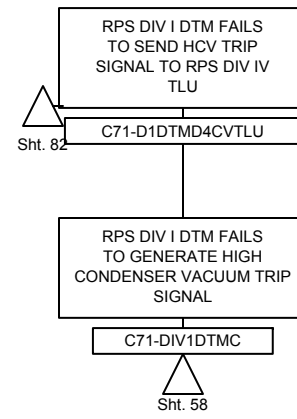 RPS DIV I DTM FAILS
TO SEND HCV TRIP
SIGNAL TO RPS DIV IV
TLU
C71-D1DTMD4CVTLU
Sht. 82
RPS DIV I DTM FAILS
TO GENERATE HIGH
CONDENSER VACUUM TRIP
SIGNAL
C71-DIV1DTMC
Sht. 58